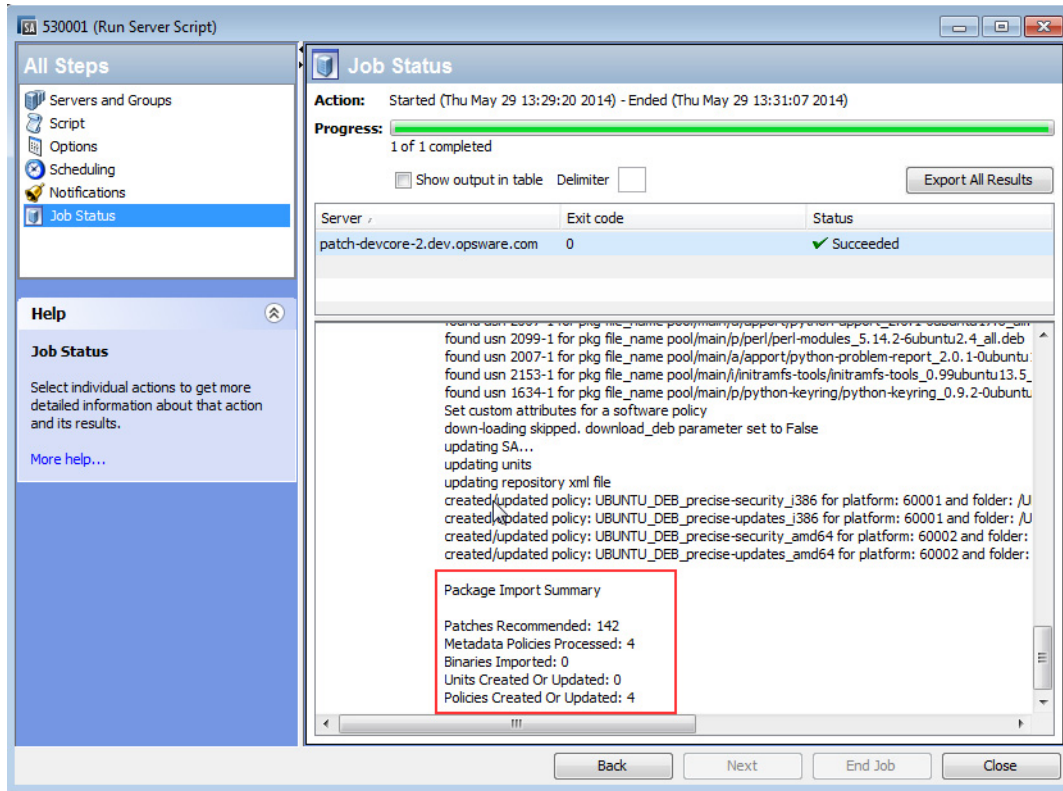 530001 (Run Server Script)
All Steps
Servers and Groups
Script
Options
Scheduling
Notifications
Job Status
Help
Job Status
Select individual actions to get more
detailed information about that action
and its results.
More help...
Job Status
Action: Started (Thu May 29 13:29:20 2014) - Ended (Thu May 29 13:31:07 2014)
Progress:
1 of 1 completed
Show output in table Delimiter Export All Results
Server Exit code Status
patch-devcore-2.dev.opsware.com 0 Succeeded
found usn 2099-1 for pkg file_name pool/main/p/perl/perl-modules_5.14.2-6ubuntu2.4_all.deb
found usn 2007-1 for pkg file_name pool/main/a/apport/python-problem-report_2.0.1-0ubuntu
found usn 2153-1 for pkg file_name pool/main/i/initramfs-tools/initramfs-tools_0.99ubuntu13.5_
found usn 1634-1 for pkg file_name pool/main/p/python-keyring/python-keyring_0.9.2-0ubuntu
Set custom attributes for a software policy
down-loading skipped. download_deb parameter set to False
updating SA...
updating units
updating repository xml file
created/updated policy: UBUNTU_DEB_precise-security_i386 for platform: 60001 and folder: /U
created/updated policy: UBUNTU_DEB_precise-updates_i386 for platform: 60001 and folder: /U
created/updated policy: UBUNTU_DEB_precise-security_amd64 for platform: 60002 and folder:
created/updated policy: UBUNTU_DEB_precise-updates_amd64 for platform: 60002 and folder:
Package Import Summary
Patches Recommended: 142
Metadata Policies Processed: 4
Binaries Imported: 0
Units Created Or Updated: 0
Policies Created Or Updated: 4
Back Next End Job Close